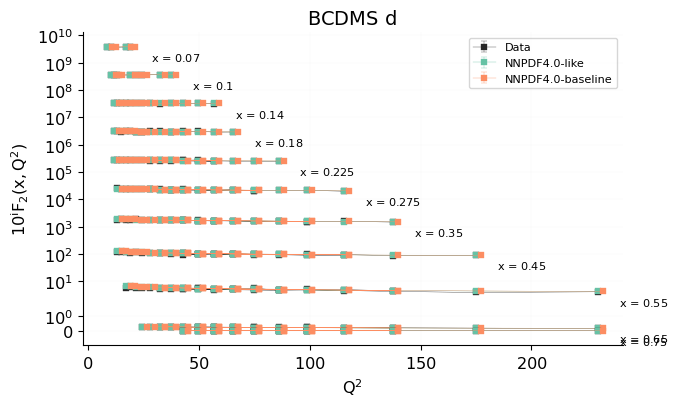 BCDMS d
10^10
10^9
10^8
10^7
10^6
10^5
10^4
10^3
10^2
10^1
10^0
0
10^i F_2(x, Q^2)
Data
NNPDF4.0-like
NNPDF4.0-baseline
x = 0.07
x = 0.1
x = 0.14
x = 0.18
x = 0.225
x = 0.275
x = 0.35
x = 0.45
x = 0.55
x = 0.65
x = 0.75
0 50 100 150 200
Q^2